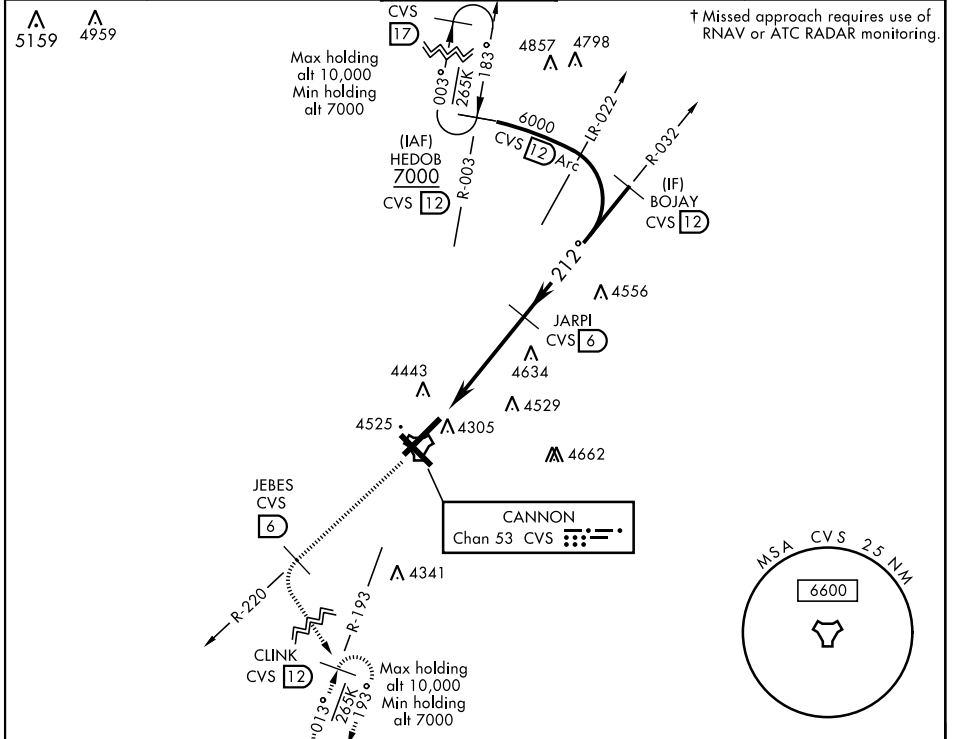 5159
4959
CVS
17
† Missed approach requires use of
RNAV or ATC RADAR monitoring.
Max holding
alt 10,000
Min holding
alt 7000
003°
265K
183°
4857
4798
6000
CVS 12 Arc
LR-022
R-032
(IAF)
HEDOB
7000
CVS 12
R-003
(IF)
BOJAY
CVS 12
212°
4556
JARPI
CVS 6
4634
4443
4529
4525
4305
4662
JEBES
CVS
6
CANNON
Chan 53 CVS
4341
R-220
R-193
CLINK
CVS 12
Max holding
alt 10,000
Min holding
alt 7000
013°
265K
193°
MSA CVS 25 NM
6600